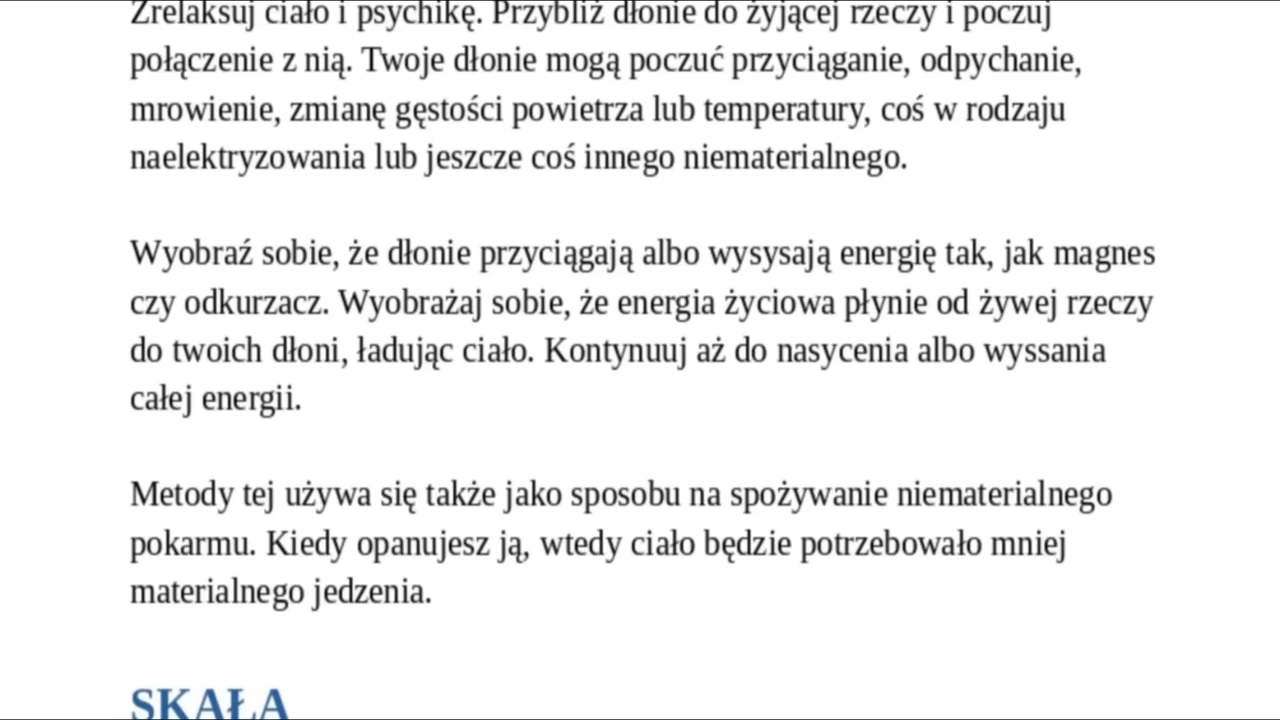 Zrelaksuj ciało i psychikę. Przybliż dłonie do żyjącej rzeczy i poczuj
połączenie z nią. Twoje dłonie mogą poczuć przyciąganie, odpychanie,
mrowienie, zmianę gęstości powietrza lub temperatury, coś w rodzaju
naelektryzowania lub jeszcze coś innego niematerialnego.
Wyobraź sobie, że dłonie przyciągają albo wysysają energię tak, jak magnes
czy odkurzacz. Wyobrażaj sobie, że energia życiowa płynie od żywej rzeczy
do twoich dłoni, ładując ciało. Kontynuuj aż do nasycenia albo wyssania
całej energii.
Metody tej używa się także jako sposobu na spożywanie niematerialnego
pokarmu. Kiedy opanujesz ją, wtedy ciało będzie potrzebowało mniej
materialnego jedzenia.
SKAŁA